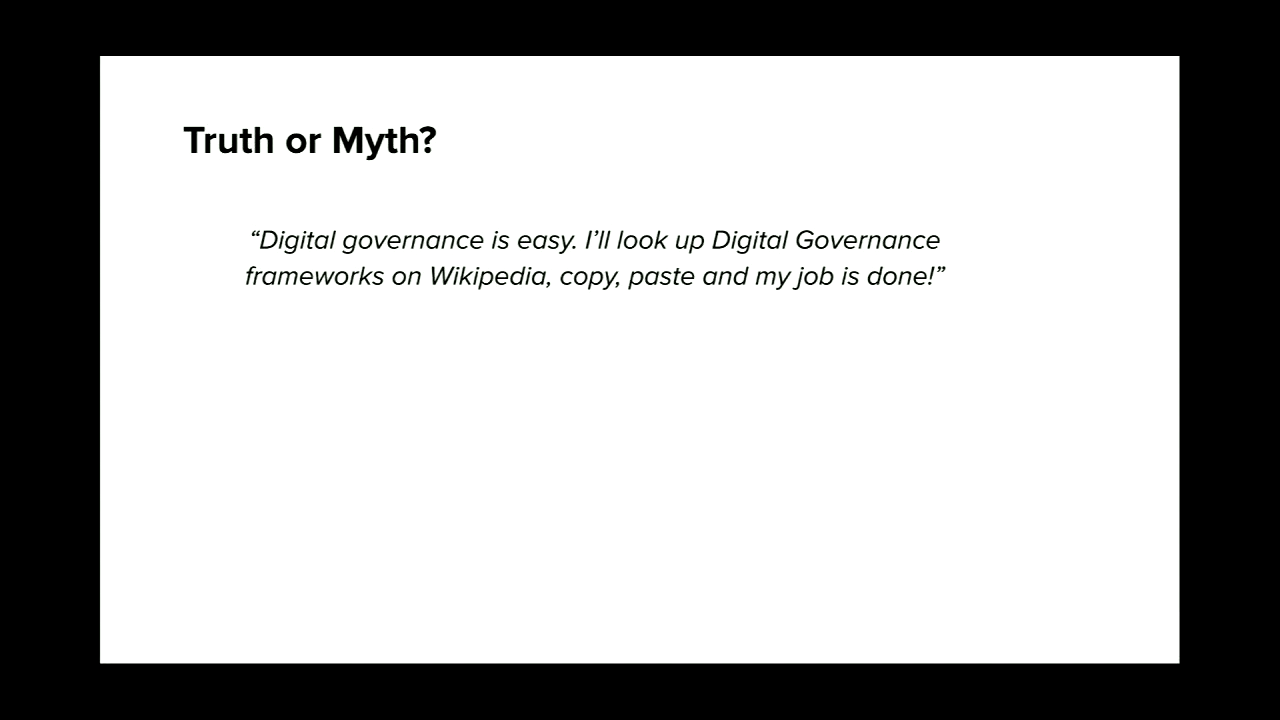 Truth or Myth?
“Digital governance is easy. I’ll look up Digital Governance
frameworks on Wikipedia, copy, paste and my job is done!”